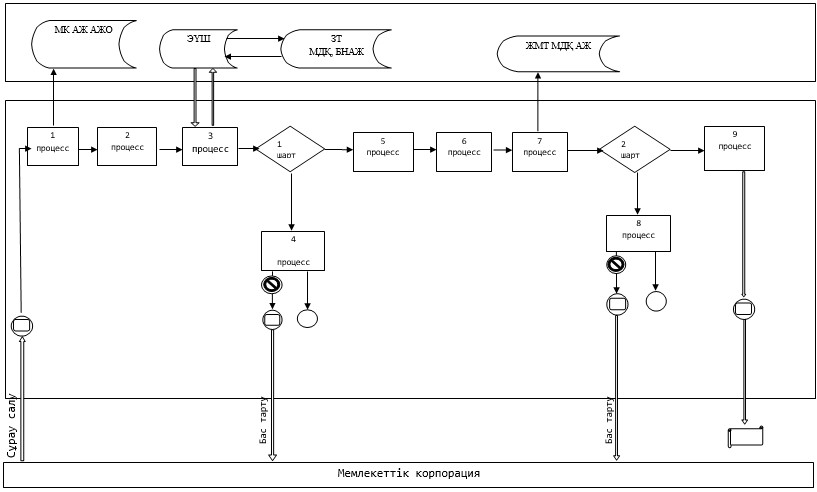 МК АЖ АЖО
ЭҮШ
ЗТ
МДҚ, БНАЖ
ЖМТ МДҚ АЖ
1
процесс
2
процесс
3
процесс
1
шарт
5
процесс
6
процесс
7
процесс
2
шарт
9
процесс
4
процесс
8
процесс
Сұрау салу
Бас тарту
Бас тарту
Мемлекеттік корпорация